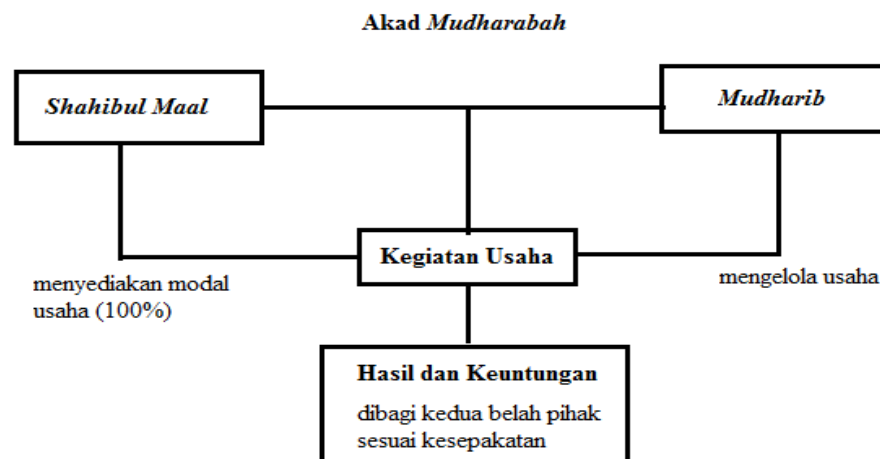 Akad Mudharabah
Shahibul Maal
Mudharib
Kegiatan Usaha
menyediakan modal
usaha (100%)
mengelola usaha
Hasil dan Keuntungan
dibagi kedua belah pihak
sesuai kesepakatan